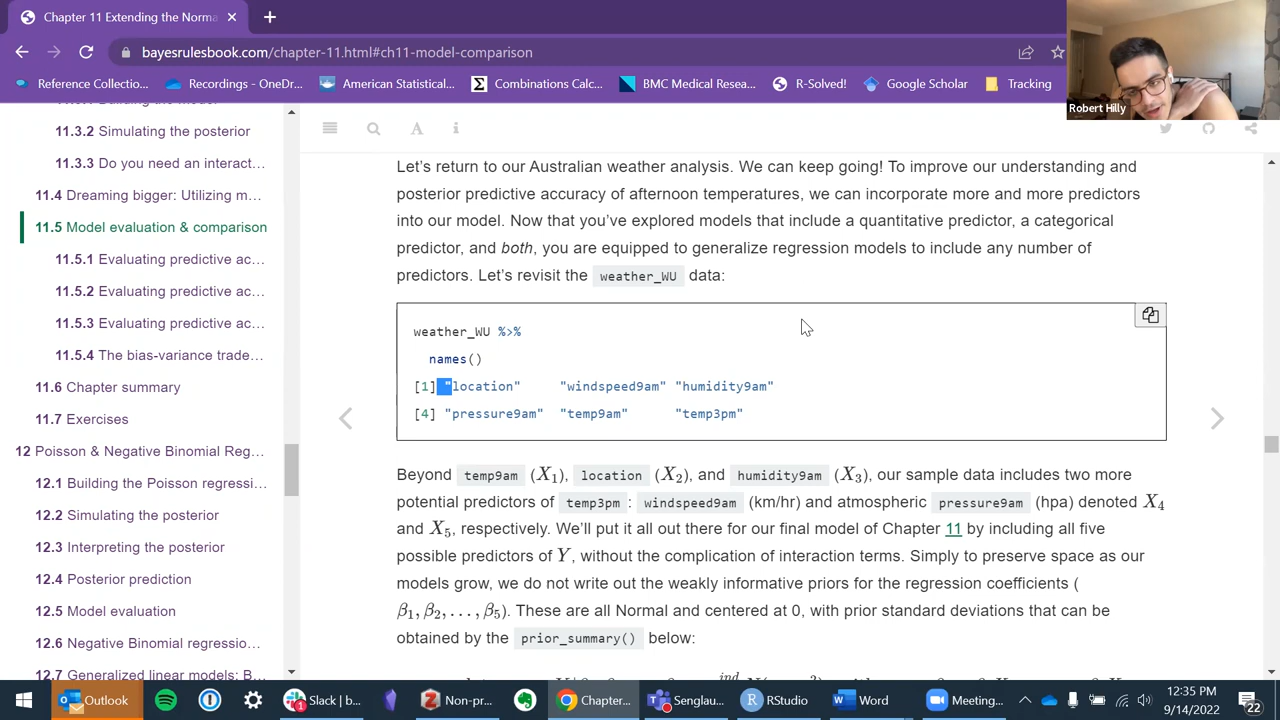 Chapter 11 Extending the Norma
bayesrulesbook.com/chapter-11.html#ch11-model-comparison
Reference Collectio... Recordings - OneDr... American Statistical... Combinations Calc... BMC Medical Resea... R-Solved! Google Scholar Tracking
Robert Hilly
11.3.2 Simulating the posterior
11.3.3 Do you need an interact...
11.4 Dreaming bigger: Utilizing m...
11.5 Model evaluation & comparison
11.5.1 Evaluating predictive ac...
11.5.2 Evaluating predictive ac...
11.5.3 Evaluating predictive ac...
11.5.4 The bias-variance trade...
11.6 Chapter summary
11.7 Exercises
12 Poisson & Negative Binomial Reg...
12.1 Building the Poisson regressi...
12.2 Simulating the posterior
12.3 Interpreting the posterior
12.4 Posterior prediction
12.5 Model evaluation
12.6 Negative Binomial regressio...
12.7 Generalized linear models: B...
Let's return to our Australian weather analysis. We can keep going! To improve our understanding and
posterior predictive accuracy of afternoon temperatures, we can incorporate more and more predictors
into our model. Now that you've explored models that include a quantitative predictor, a categorical
predictor, and both, you are equipped to generalize regression models to include any number of
predictors. Let's revisit the weather_WU data:
weather_WU %>%
names()
[1] "location" "windspeed9am" "humidity9am"
[4] "pressure9am" "temp9am" "temp3pm"
Beyond temp9am (X₁), location (X₂), and humidity9am (X₃), our sample data includes two more
potential predictors of temp3pm : windspeed9am (km/hr) and atmospheric pressure9am (hpa) denoted X₄
and X₅, respectively. We'll put it all out there for our final model of Chapter 11 by including all five
possible predictors of Y, without the complication of interaction terms. Simply to preserve space as our
models grow, we do not write out the weakly informative priors for the regression coefficients (
β₁, β₂, . . . , β₅). These are all Normal and centered at 0, with prior standard deviations that can be
obtained by the prior_summary() below:
Outlook Slack | b... Non-pr... Chapter... Senglau... RStudio Word Meeting...
12:35 PM
9/14/2022
22